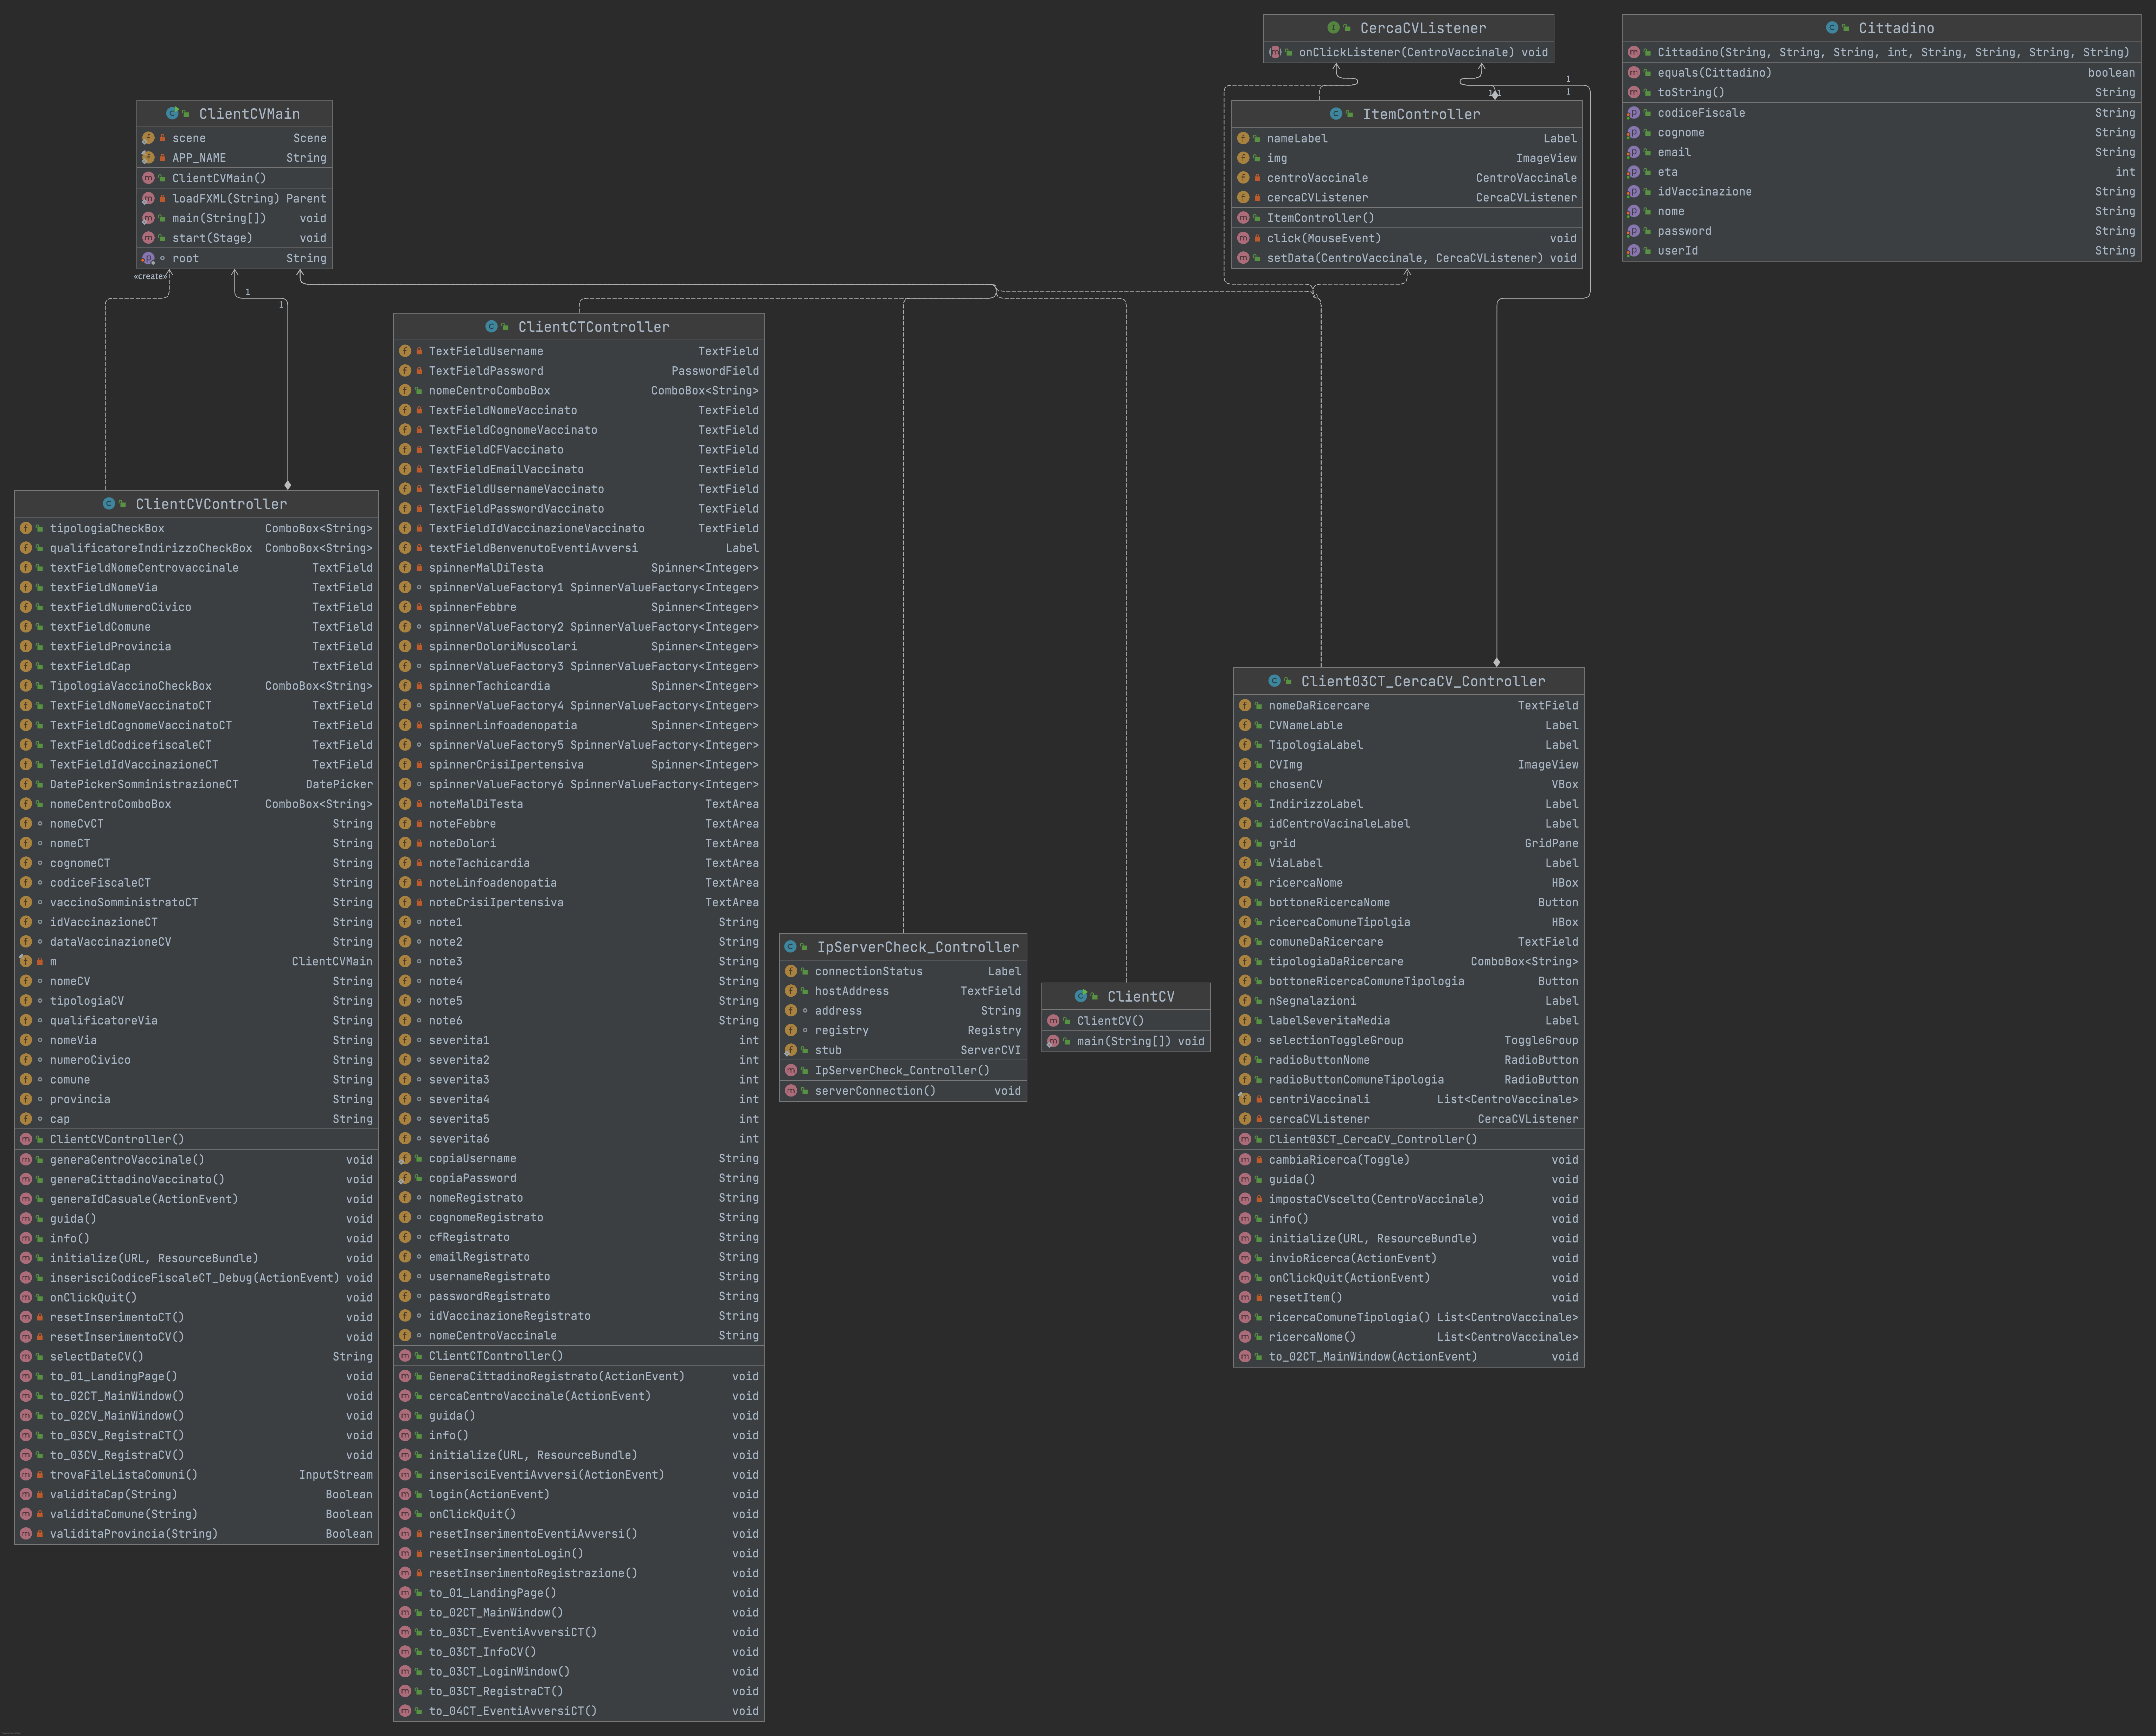 CercaCVListener
onClickListener(CentroVaccinale) void
Cittadino
Cittadino(String, String, String, int, String, String, String, String)
equals(Cittadino) boolean
toString() String
codiceFiscale String
cognome String
email String
eta int
idVaccinazione String
nome String
password String
userId String
ClientCVMain
scene Scene
APP_NAME String
ClientCVMain()
loadFXML(String) Parent
main(String[]) void
start(Stage) void
root String
«create»
1
1
1
1
ItemController
nameLabel Label
img ImageView
centroVaccinale CentroVaccinale
cercaCVListener CercaCVListener
ItemController()
click(MouseEvent) void
setData(CentroVaccinale, CercaCVListener) void
ClientCVController
tipologiaCheckBox ComboBox<String>
qualificatoreIndirizzoCheckBox ComboBox<String>
textFieldNomeCentrovaccinale TextField
textFieldNomeVia TextField
textFieldNumeroCivico TextField
textFieldComune TextField
textFieldProvincia TextField
textFieldCap TextField
TipologiaVaccinoCheckBox ComboBox<String>
TextFieldNomeVaccinatoCT TextField
TextFieldCognomeVaccinatoCT TextField
TextFieldCodicefiscaleCT TextField
TextFieldIdVaccinazioneCT TextField
DatePickerSomministrazioneCT DatePicker
nomeCentroComboBox ComboBox<String>
nomeCvCT String
nomeCT String
cognomeCT String
codiceFiscaleCT String
vaccinoSomministratoCT String
idVaccinazioneCT String
dataVaccinazioneCV String
m ClientCVMain
nomeCV String
tipologiaCV String
qualificatoreVia String
nomeVia String
numeroCivico String
comune String
provincia String
cap String
ClientCVController()
generaCentroVaccinale() void
generaCittadinoVaccinato() void
generaIdCasuale(ActionEvent) void
guida() void
info() void
initialize(URL, ResourceBundle) void
inserisciCodiceFiscaleCT_Debug(ActionEvent) void
onClickQuit() void
resetInserimentoCT() void
resetInserimentoCV() void
selectDateCV() String
to_01_LandingPage() void
to_02CT_MainWindow() void
to_02CV_MainWindow() void
to_03CV_RegistraCT() void
to_03CV_RegistraCV() void
trovaFileListaComuni() InputStream
validitaCap(String) Boolean
validitaComune(String) Boolean
validitaProvincia(String) Boolean
ClientCTController
TextFieldUsername TextField
TextFieldPassword PasswordField
nomeCentroComboBox ComboBox<String>
TextFieldNomeVaccinato TextField
TextFieldCognomeVaccinato TextField
TextFieldCFVaccinato TextField
TextFieldEmailVaccinato TextField
TextFieldUsernameVaccinato TextField
TextFieldPasswordVaccinato TextField
TextFieldIdVaccinazioneVaccinato TextField
textFieldBenvenutoEventiAvversi Label
spinnerMalDiTesta Spinner<Integer>
spinnerValueFactory1 SpinnerValueFactory<Integer>
spinnerFebbre Spinner<Integer>
spinnerValueFactory2 SpinnerValueFactory<Integer>
spinnerDoloriMuscolari Spinner<Integer>
spinnerValueFactory3 SpinnerValueFactory<Integer>
spinnerTachicardia Spinner<Integer>
spinnerValueFactory4 SpinnerValueFactory<Integer>
spinnerLinfoadenopatia Spinner<Integer>
spinnerValueFactory5 SpinnerValueFactory<Integer>
spinnerCrisiIpertensiva Spinner<Integer>
spinnerValueFactory6 SpinnerValueFactory<Integer>
noteMalDiTesta TextArea
noteFebbre TextArea
noteDolori TextArea
noteTachicardia TextArea
noteLinfoadenopatia TextArea
noteCrisiIpertensiva TextArea
note1 String
note2 String
note3 String
note4 String
note5 String
note6 String
severita1 int
severita2 int
severita3 int
severita4 int
severita5 int
severita6 int
copiaUsername String
copiaPassword String
nomeRegistrato String
cognomeRegistrato String
cfRegistrato String
emailRegistrato String
usernameRegistrato String
passwordRegistrato String
idVaccinazioneRegistrato String
nomeCentroVaccinale String
ClientCTController()
GeneraCittadinoRegistrato(ActionEvent) void
cercaCentroVaccinale(ActionEvent) void
guida() void
info() void
initialize(URL, ResourceBundle) void
inserisciEventiAvversi(ActionEvent) void
login(ActionEvent) void
onClickQuit() void
resetInserimentoEventiAvversi() void
resetInserimentoLogin() void
resetInserimentoRegistrazione() void
to_01_LandingPage() void
to_02CT_MainWindow() void
to_03CT_EventiAvversiCT() void
to_03CT_InfoCV() void
to_03CT_LoginWindow() void
to_03CT_RegistraCT() void
to_04CT_EventiAvversiCT() void
IpServerCheck_Controller
connectionStatus Label
hostAddress TextField
address String
registry Registry
stub ServerCVI
IpServerCheck_Controller()
serverConnection() void
ClientCV
ClientCV()
main(String[]) void
Client03CT_CercaCV_Controller
nomeDaRicercare TextField
CVNameLable Label
TipologiaLabel Label
CVImg ImageView
chosenCV VBox
IndirizzoLabel Label
idCentroVacinaleLabel Label
grid GridPane
ViaLabel Label
ricercaNome HBox
bottoneRicercaNome Button
ricercaComuneTipolgia HBox
comuneDaRicercare TextField
tipologiaDaRicercare ComboBox<String>
bottoneRicercaComuneTipologia Button
nSegnalazioni Label
labelSeveritaMedia Label
selectionToggleGroup ToggleGroup
radioButtonNome RadioButton
radioButtonComuneTipologia RadioButton
centriVaccinali List<CentroVaccinale>
cercaCVListener CercaCVListener
Client03CT_CercaCV_Controller()
cambiaRicerca(Toggle) void
guida() void
impostaCVscelto(CentroVaccinale) void
info() void
initialize(URL, ResourceBundle) void
invioRicerca(ActionEvent) void
onClickQuit(ActionEvent) void
resetItem() void
ricercaComuneTipologia() List<CentroVaccinale>
ricercaNome() List<CentroVaccinale>
to_02CT_MainWindow(ActionEvent) void